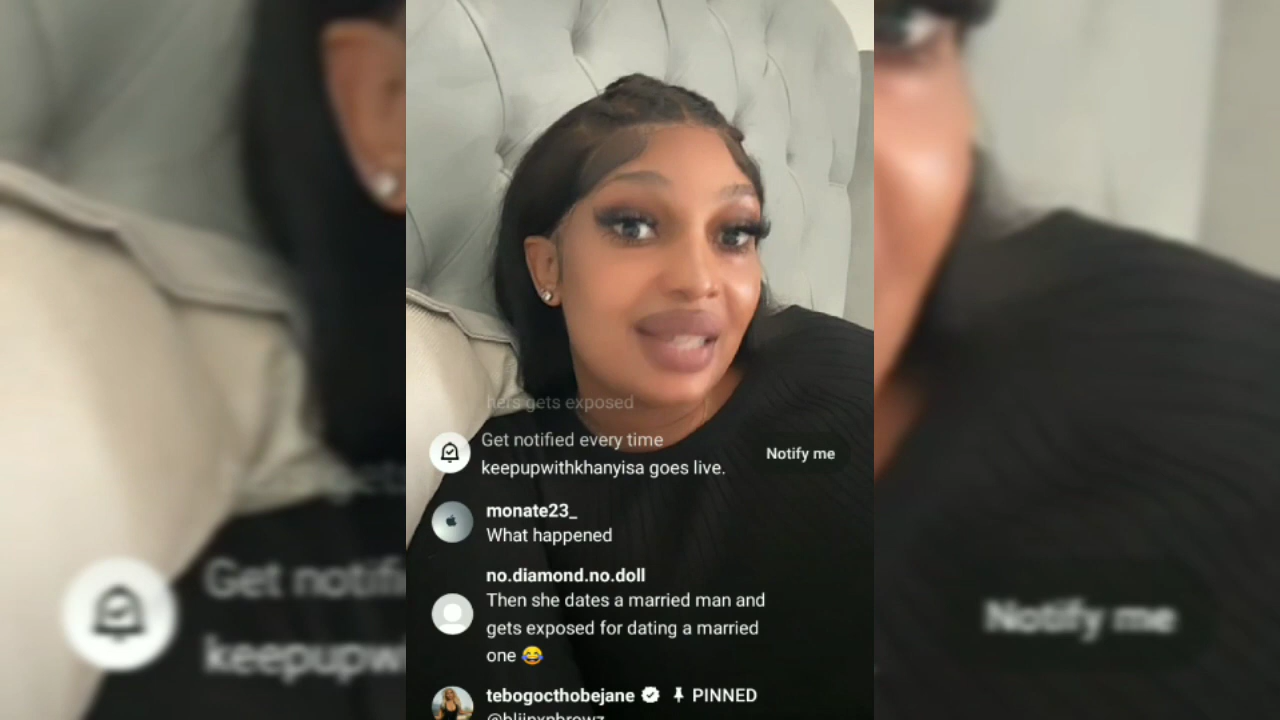 hers gets exposed
Get notified every time
keepupwithkhanyisa goes live.
Notify me
monate23_
What happened
no.diamond.no.doll
Then she dates a married man and
gets exposed for dating a married
one 😂
tebogocthobejane PINNED
Get notifi
keepupw
Notify me